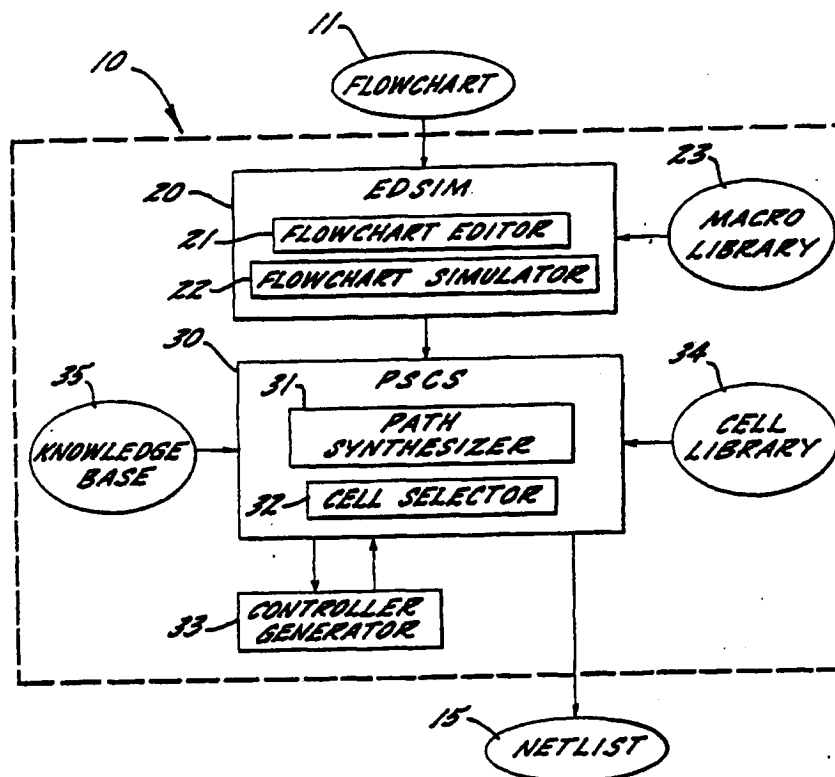 11
10
FLOWCHART
20
EDSIM
23
21
FLOWCHART EDITOR
MACRO
LIBRARY
22
FLOWCHART SIMULATOR
30
PSCS
34
35
31
PATH
SYNTHESIZER
CELL
LIBRARY
KNOWLEDGE
BASE
32
CELL SELECTOR
33
CONTROLLER
GENERATOR
15
NETLIST